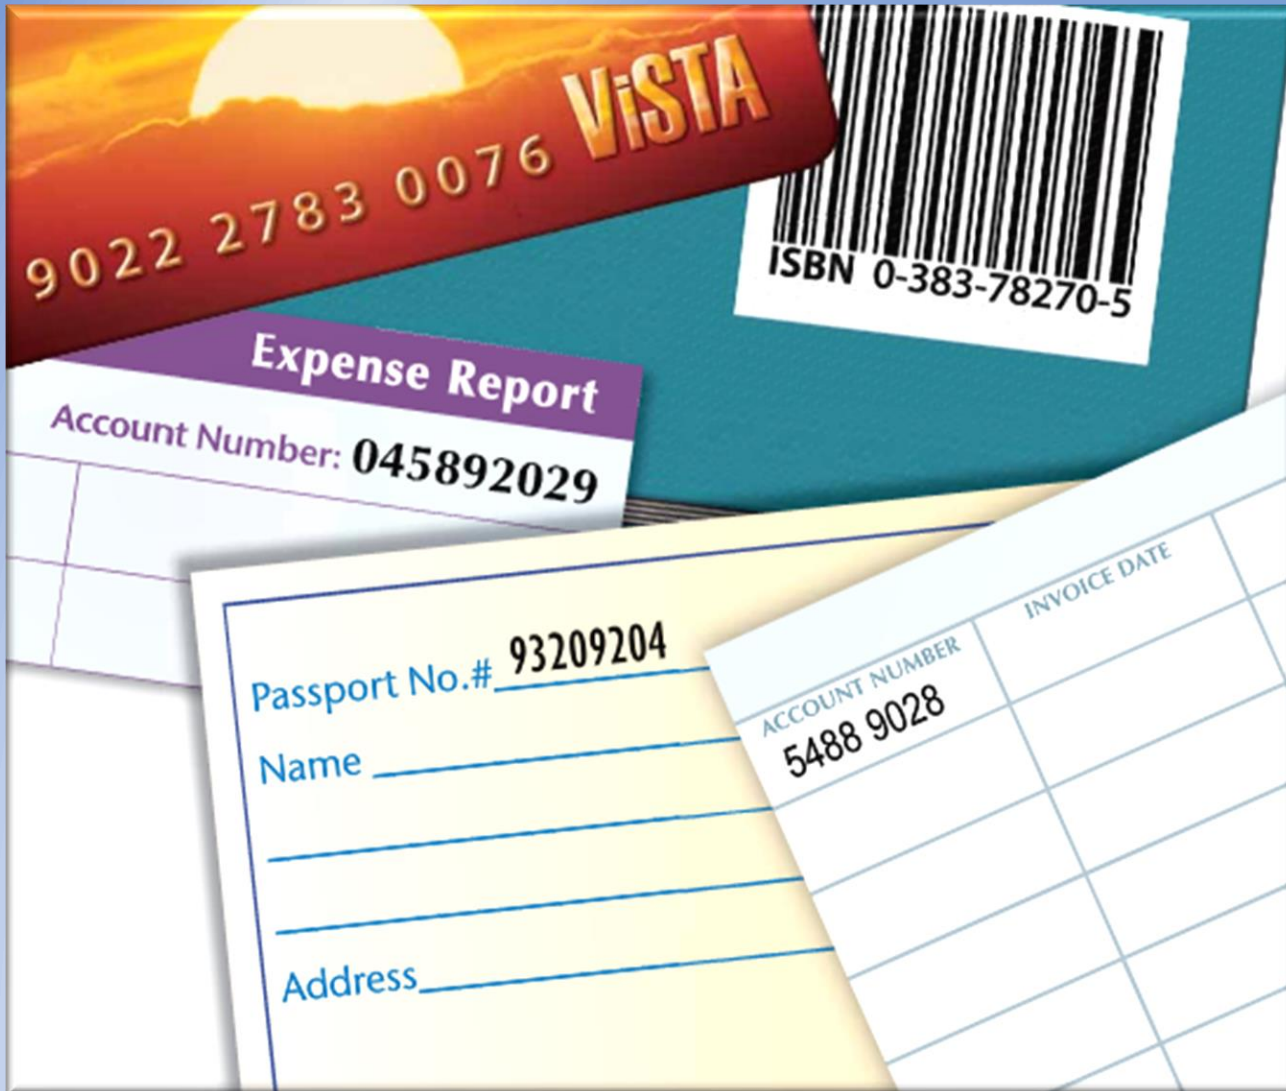 ViSTA
9022 2783 0076
ISBN 0-383-78270-5
Expense Report
Account Number: 045892029
Passport No.# 93209204
Name
Address
ACCOUNT NUMBER
INVOICE DATE
5488 9028